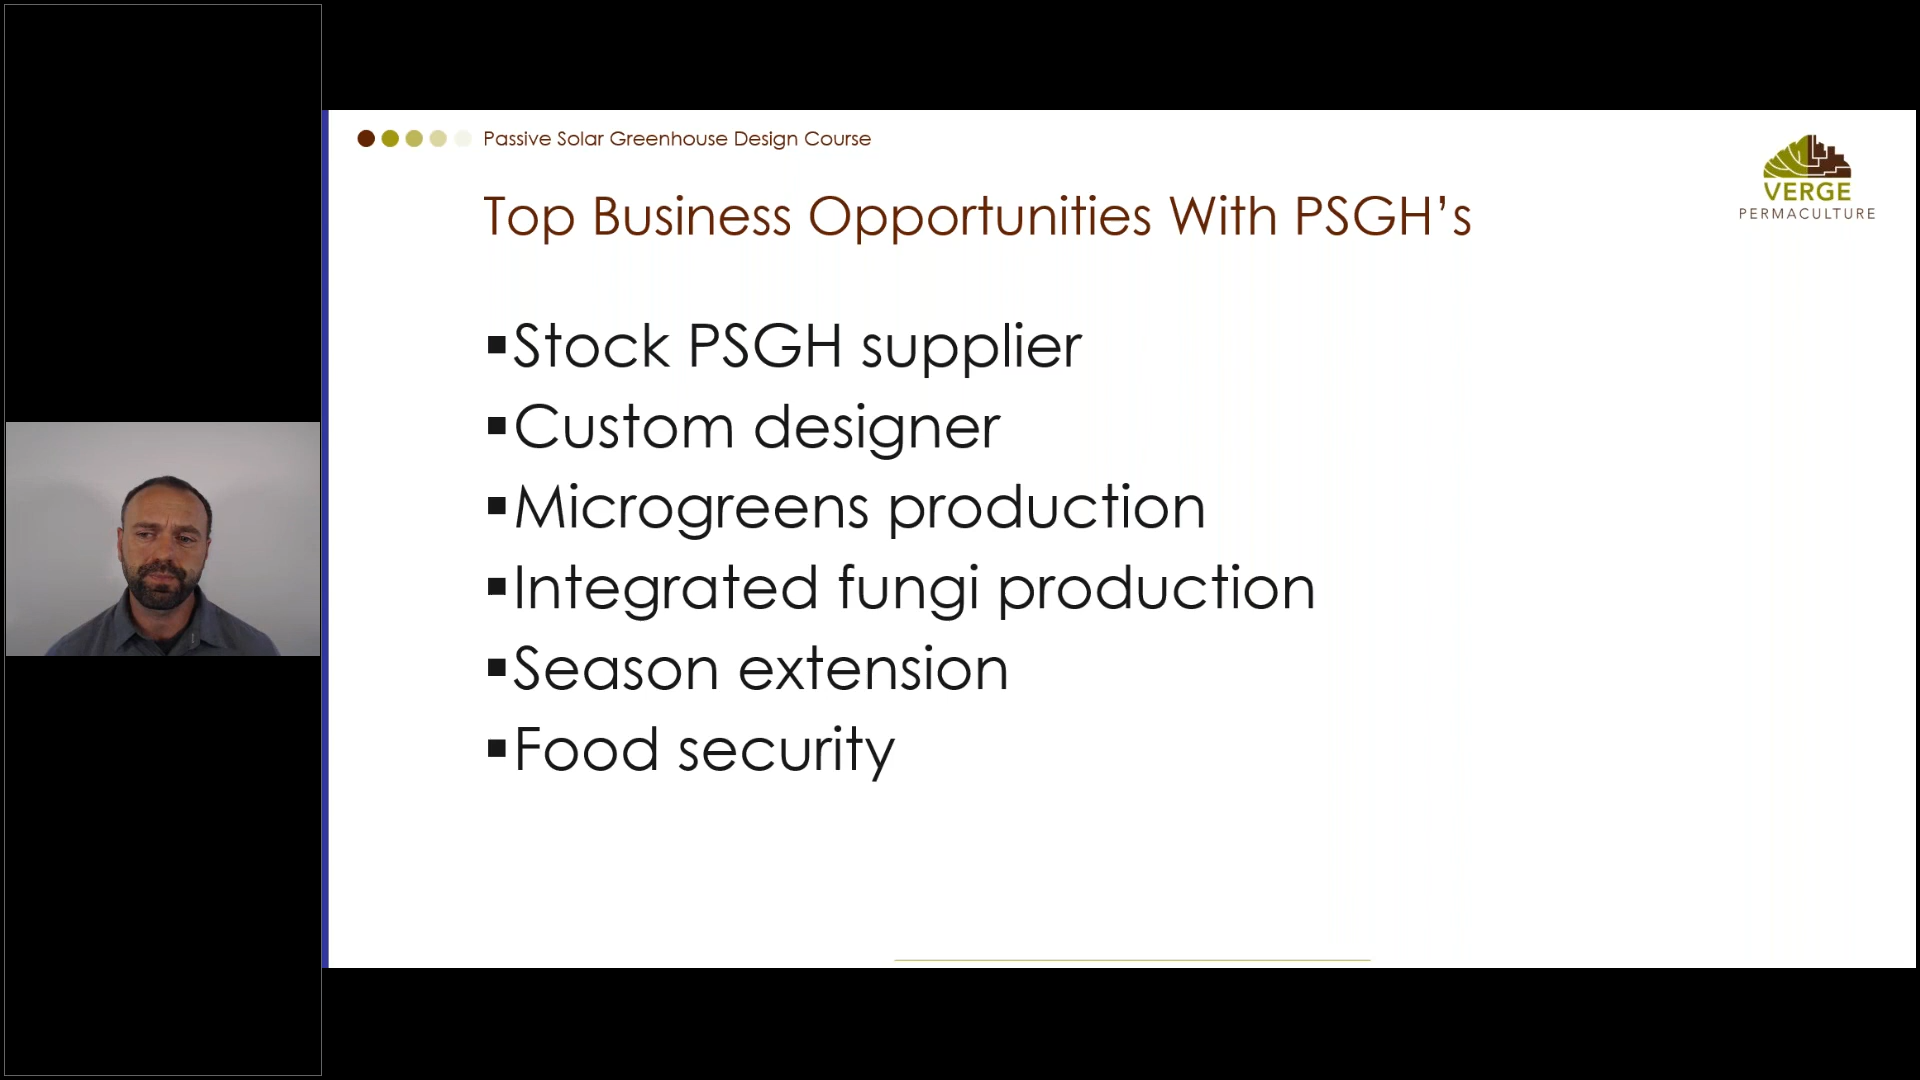 Passive Solar Greenhouse Design Course
VERGE
PERMACULTURE
Top Business Opportunities With PSGH’s
▪Stock PSGH supplier
▪Custom designer
▪Microgreens production
▪Integrated fungi production
▪Season extension
▪Food security